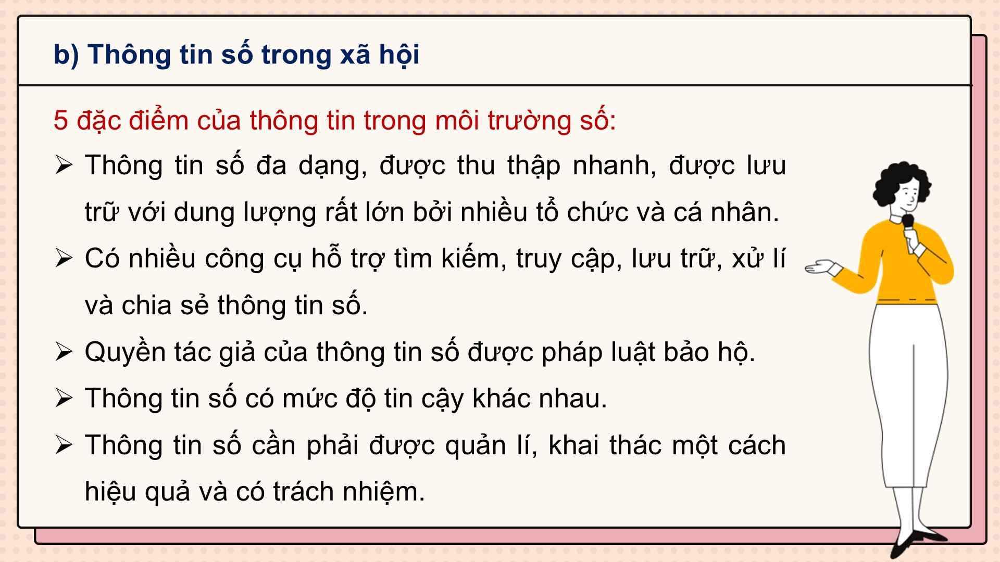 b) Thông tin số trong xã hội
5 đặc điểm của thông tin trong môi trường số:
➢ Thông tin số đa dạng, được thu thập nhanh, được lưu
trữ với dung lượng rất lớn bởi nhiều tổ chức và cá nhân.
➢ Có nhiều công cụ hỗ trợ tìm kiếm, truy cập, lưu trữ, xử lí
và chia sẻ thông tin số.
➢ Quyền tác giả của thông tin số được pháp luật bảo hộ.
➢ Thông tin số có mức độ tin cậy khác nhau.
➢ Thông tin số cần phải được quản lí, khai thác một cách
hiệu quả và có trách nhiệm.